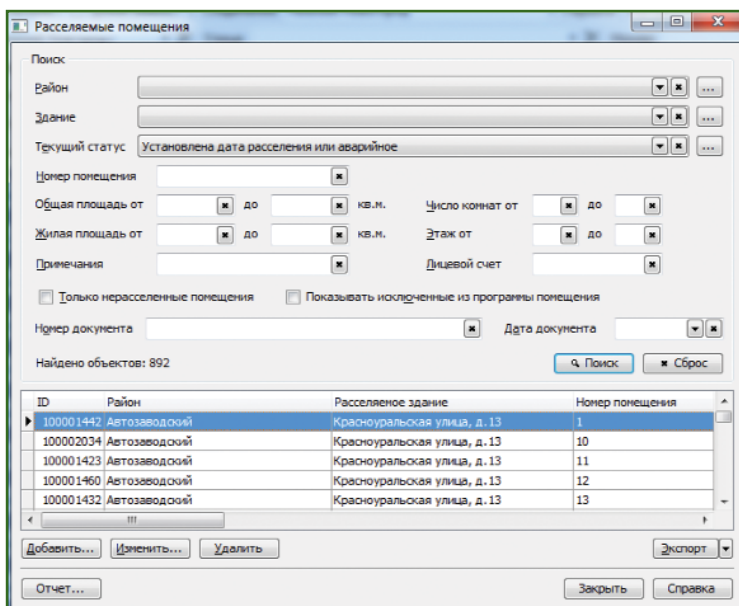 Расселяемые помещения
Поиск
Район
...
Здание
...
Текущий статус Установлена дата расселения или аварийное
...
Номер помещения
Общая площадь от до кв.м. Число комнат от до
Жилая площадь от до кв.м. Этаж от до
Примечания Лицевой счет
Только нерасселенные помещения Показывать исключенные из программы помещения
Номер документа Дата документа
Найдено объектов: 892 Поиск Сброс
ID Район Расселяемое здание Номер помещения
100001442 Автозаводский Красноуральская улица, д.13 1
100002034 Автозаводский Красноуральская улица, д.13 10
100001423 Автозаводский Красноуральская улица, д.13 11
100001460 Автозаводский Красноуральская улица, д.13 12
100001432 Автозаводский Красноуральская улица, д.13 13
Добавить... Изменить... Удалить Экспорт
Отчет... Закрыть Справка